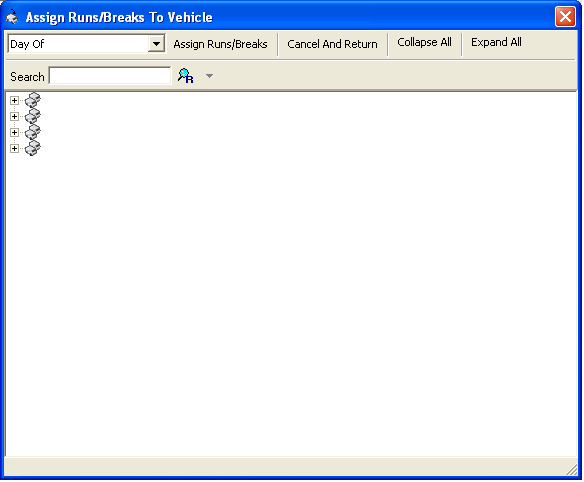 Assign Runs/Breaks To Vehicle
Day Of Assign Runs/Breaks Cancel And Return Collapse All Expand All
Search R